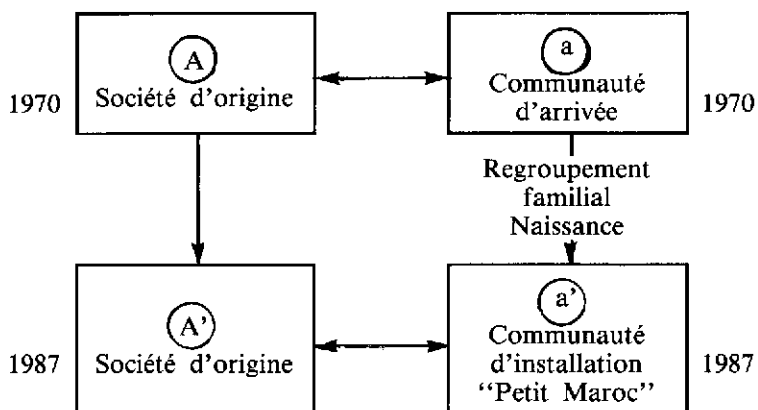 A
Société d'origine
1970
a
Communauté
d'arrivée
1970
Regroupement
familial
Naissance
A'
Société d'origine
1987
a'
Communauté
d'installation
"Petit Maroc"
1987